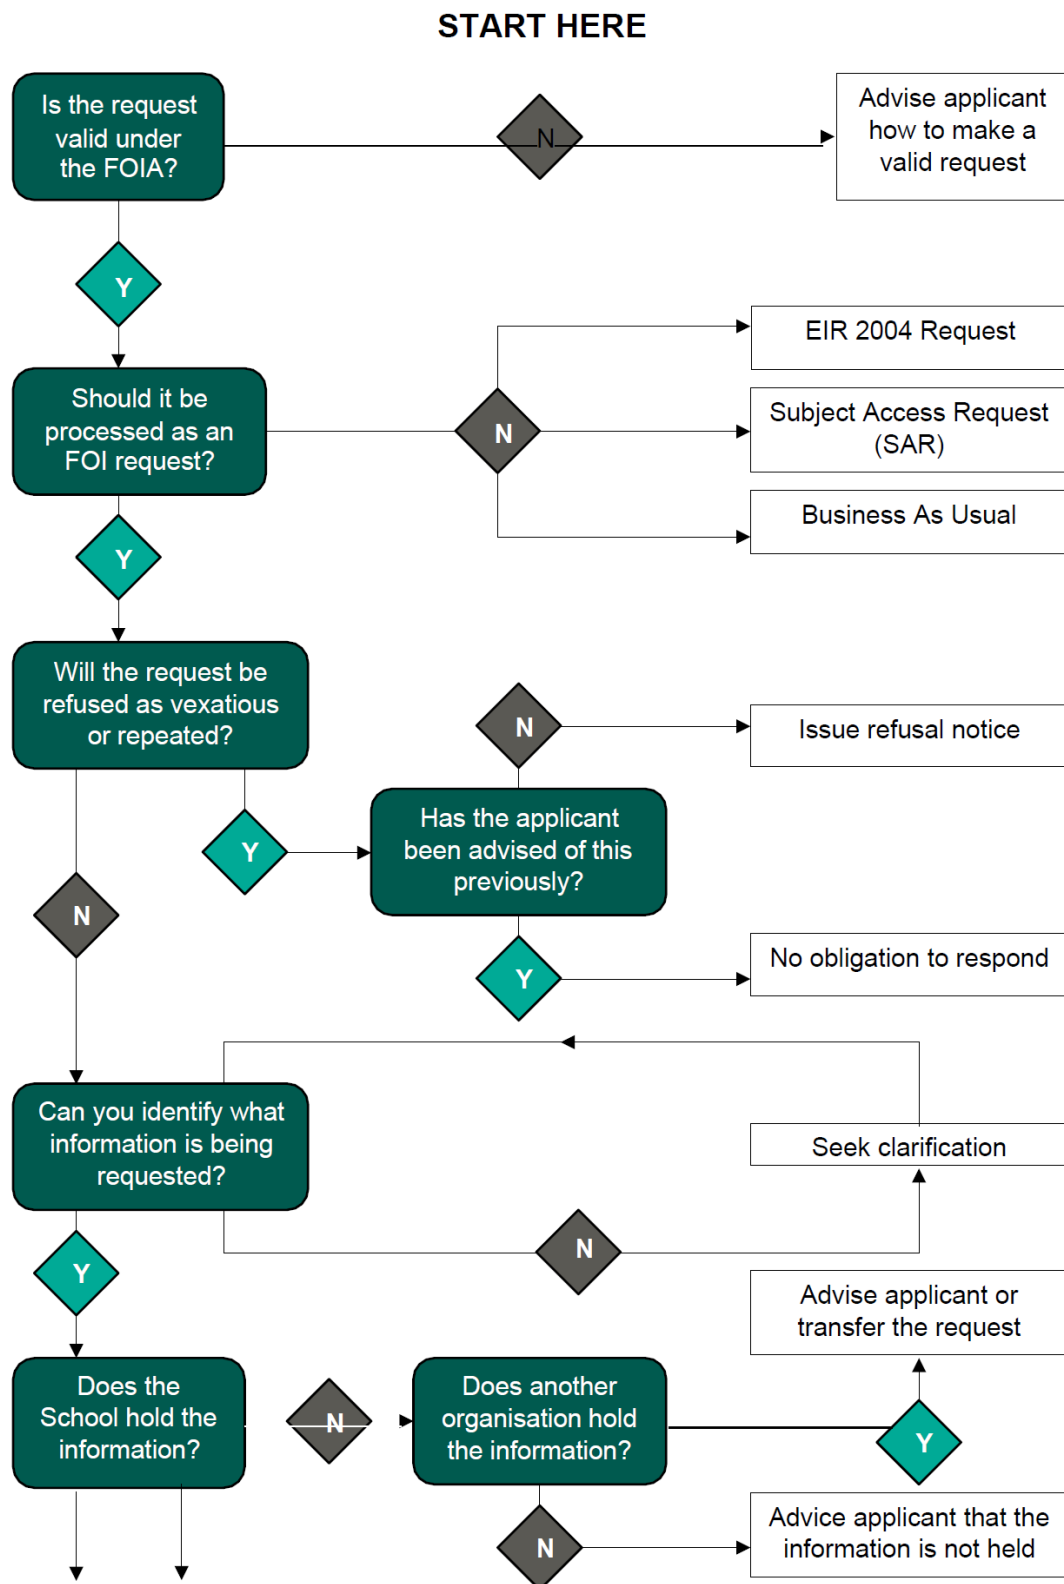 START HERE
Is the request
valid under
the FOIA?
N
Advise applicant
how to make a
valid request
Y
EIR 2004 Request
Should it be
processed as an
FOI request?
N
Subject Access Request
(SAR)
Business As Usual
Y
Will the request be
refused as vexatious
or repeated?
N
Issue refusal notice
Y
Has the applicant
been advised of this
previously?
N
Y
No obligation to respond
Can you identify what
information is being
requested?
Seek clarification
N
Y
Advise applicant or
transfer the request
Does the
School hold the
information?
N
Does another
organisation hold
the information?
Y
N
Advice applicant that the
information is not held